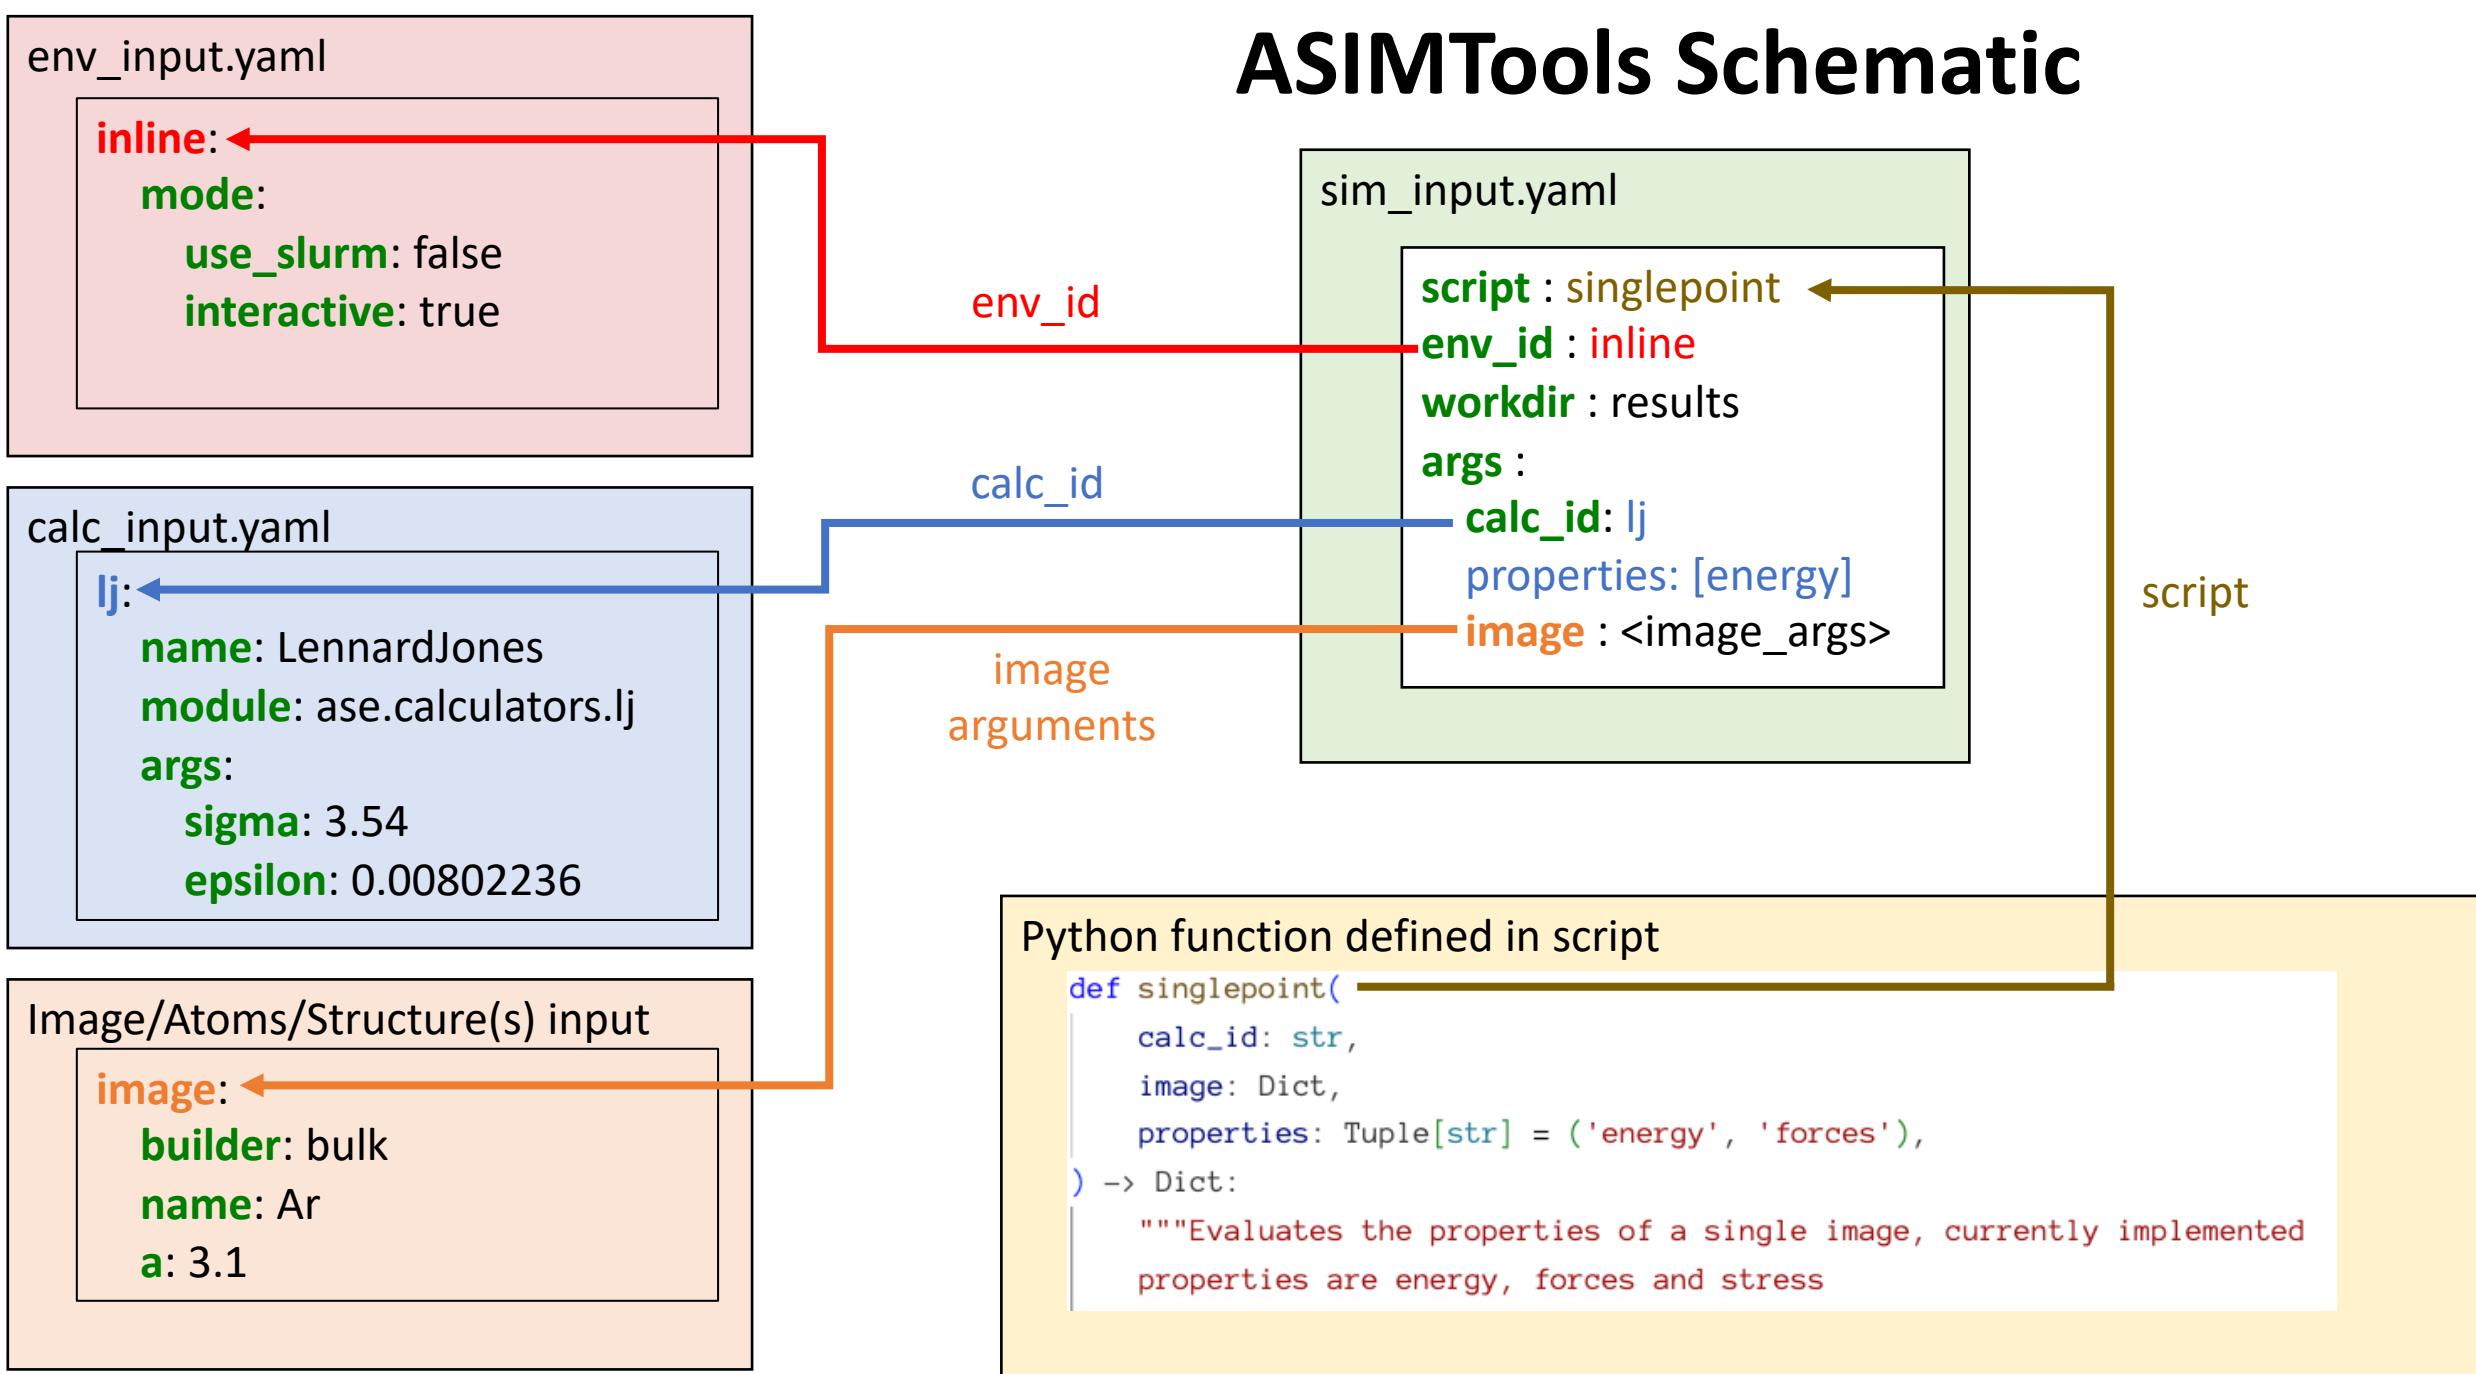 ASIMTools Schematic
env_input.yaml
inline:
mode:
use_slurm: false
interactive: true
calc_input.yaml
lj:
name: LennardJones
module: ase.calculators.lj
args:
sigma: 3.54
epsilon: 0.00802236
Image/Atoms/Structure(s) input
image:
builder: bulk
name: Ar
a: 3.1
env_id
calc_id
image
arguments
sim_input.yaml
script : singlepoint
env_id : inline
workdir : results
args :
calc_id: lj
properties: [energy]
image : <image_args>
script
Python function defined in script
def singlepoint(
calc_id: str,
image: Dict,
properties: Tuple[str] = ('energy', 'forces'),
) -> Dict:
"""Evaluates the properties of a single image, currently implemented
properties are energy, forces and stress